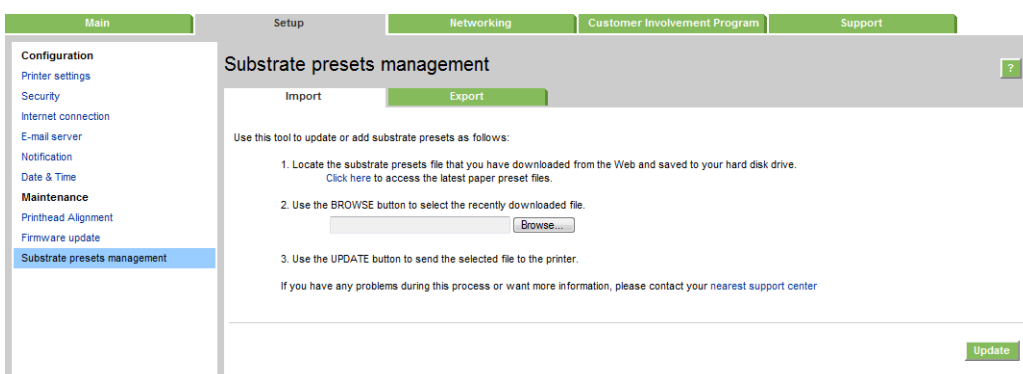 Main Setup Networking Customer Involvement Program Support
Configuration
Printer settings
Security
Internet connection
E-mail server
Notification
Date & Time
Maintenance
Printhead Alignment
Firmware update
Substrate presets management
Substrate presets management
?
Import Export
Use this tool to update or add substrate presets as follows:
1. Locate the substrate presets file that you have downloaded from the Web and saved to your hard disk drive.
Click here to access the latest paper preset files.
2. Use the BROWSE button to select the recently downloaded file.
Browse...
3. Use the UPDATE button to send the selected file to the printer.
If you have any problems during this process or want more information, please contact your nearest support center
Update